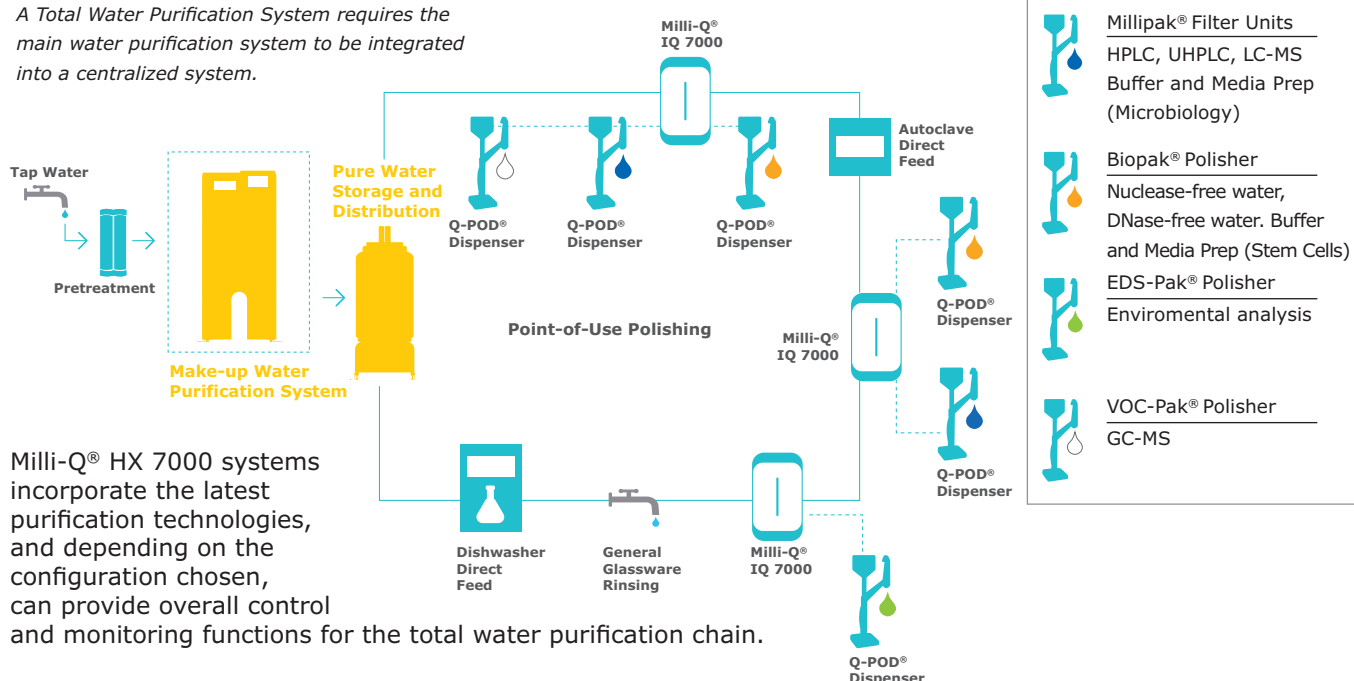 A Total Water Purification System requires the
main water purification system to be integrated
into a centralized system.
Tap Water
Pretreatment
Make-up Water
Purification System
Pure Water
Storage and
Distribution
Milli-Q®
IQ 7000
Q-POD®
Dispenser
Q-POD®
Dispenser
Q-POD®
Dispenser
Autoclave
Direct
Feed
Q-POD®
Dispenser
Point-of-Use Polishing
Milli-Q®
IQ 7000
Q-POD®
Dispenser
Dishwasher
Direct
Feed
General
Glassware
Rinsing
Milli-Q®
IQ 7000
Q-POD®
Dispenser
Milli-Q® HX 7000 systems
incorporate the latest
purification technologies,
and depending on the
configuration chosen,
can provide overall control
and monitoring functions for the total water purification chain.
Millipak® Filter Units
HPLC, UHPLC, LC-MS
Buffer and Media Prep
(Microbiology)
Biopak® Polisher
Nuclease-free water,
DNase-free water. Buffer
and Media Prep (Stem Cells)
EDS-Pak® Polisher
Enviromental analysis
VOC-Pak® Polisher
GC-MS